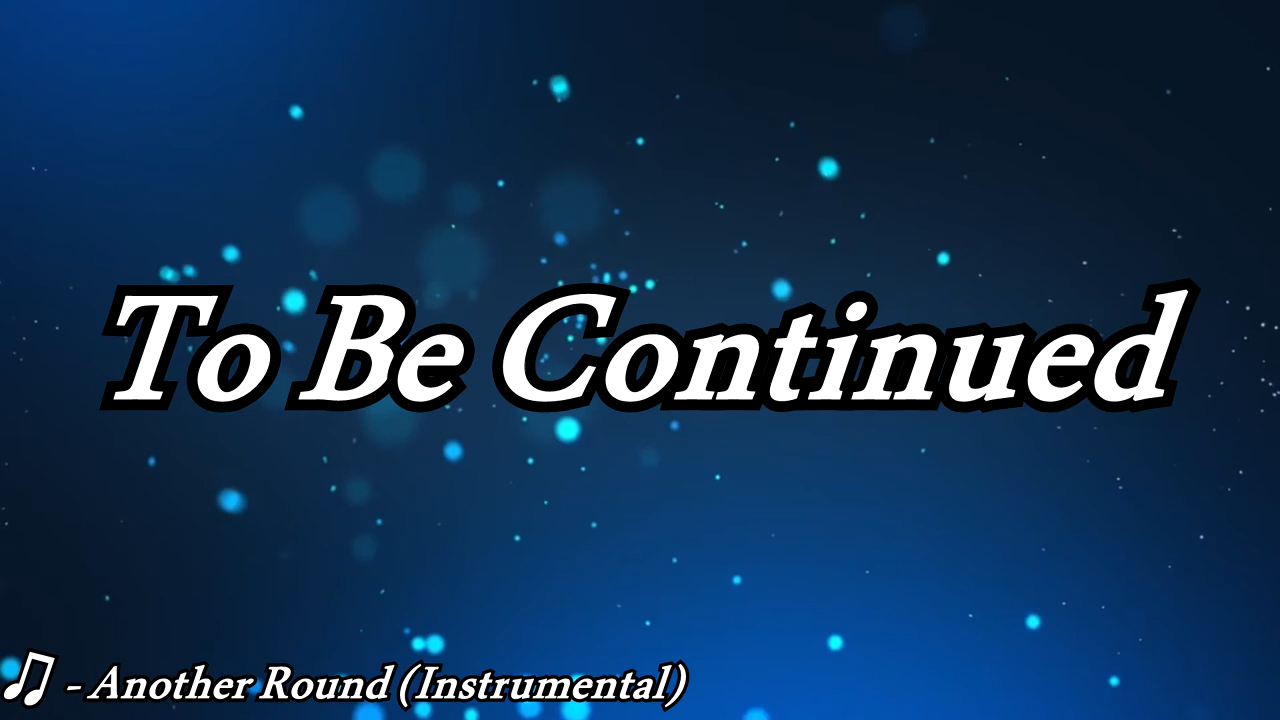 To Be Continued
♫ - Another Round (Instrumental)